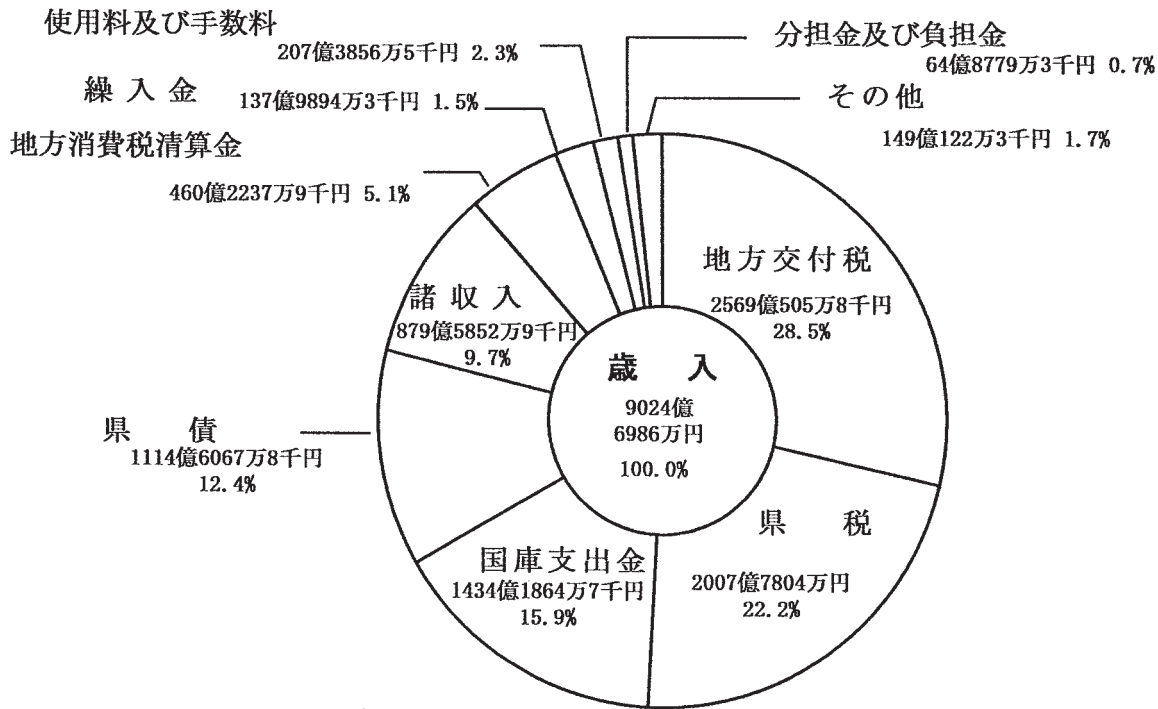 使用料及び手数料
207億3856万5千円 2.3%
分担金及び負担金
64億8779万3千円 0.7%
繰入金
137億9894万3千円 1.5%
その他
149億122万3千円 1.7%
地方消費税清算金
460億2237万9千円 5.1%
地方交付税
2569億505万8千円
28.5%
諸収入
879億5852万9千円
9.7%
歳入
9024億
6986万円
100.0%
県債
1114億6067万8千円
12.4%
県税
2007億7804万円
22.2%
国庫支出金
1434億1864万7千円
15.9%